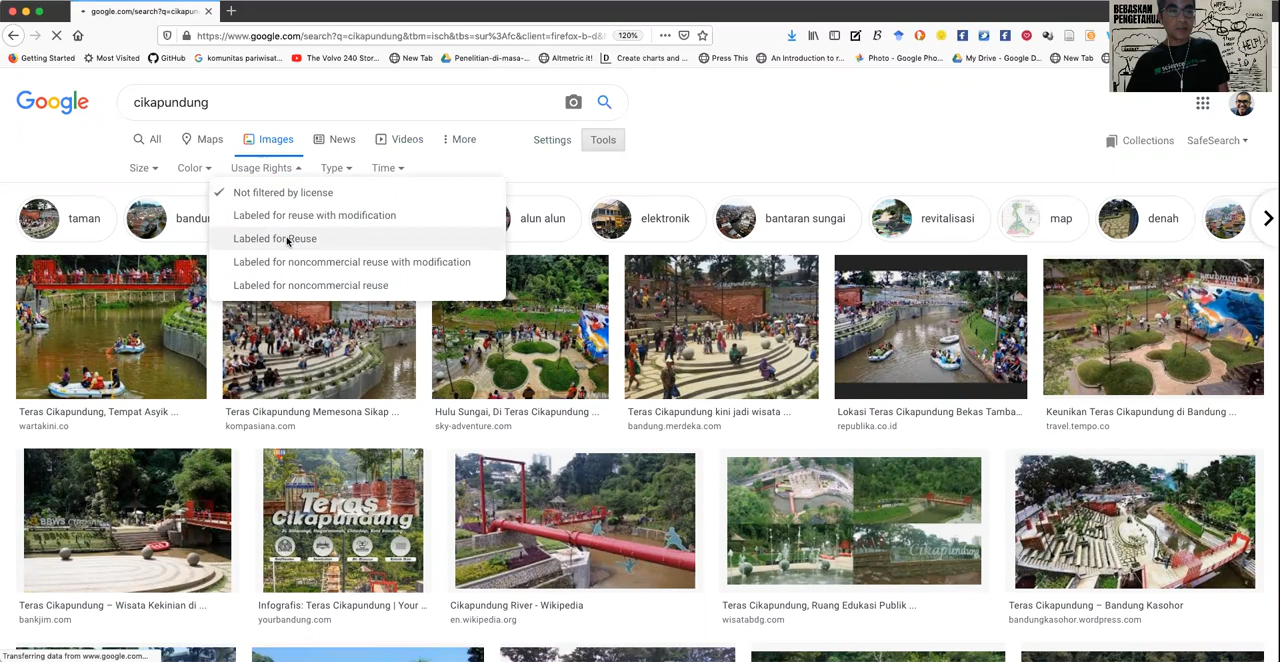 cikapundung - 
https://www.google.com/search?q=cikapundung&tbm=isch&tbs=sur%3Afc&client=firefox-b-d&
120%
Getting Started
Most Visited
GitHub
komunitas pariwisat...
The Volvo 240 Stor...
New Tab
Penelitian-di-masa-...
Altmetric it!
Create charts and ...
Press This
An Introduction to r...
Photo - Google Pho...
My Drive - Google D...
New Tab
BEBASKAN
PENGETAHUA
HELP!
Google
cikapundung
All
Maps
Images
News
Videos
More
Settings
Tools
Collections
SafeSearch
Size
Color
Usage Rights
Type
Time
Not filtered by license
Labeled for reuse with modification
Labeled for Reuse
Labeled for noncommercial reuse with modification
Labeled for noncommercial reuse
taman
bandu
alun alun
elektronik
bantaran sungai
revitalisasi
map
denah
Teras Cikapundung, Tempat Asyik ...
wartakini.co
Teras Cikapundung Memesona Sikap ...
kompasiana.com
Hulu Sungai, Di Teras Cikapundung ...
sky-adventure.com
Teras Cikapundung kini jadi wisata ...
bandung.merdeka.com
Lokasi Teras Cikapundung Bekas Tamba...
republika.co.id
Keunikan Teras Cikapundung di Bandung ...
travel.tempo.co
Teras
Cikapundung
Cikapundung
Teras Cikapundung – Wisata Kekinian di ...
bankjim.com
Infografis: Teras Cikapundung | Your ...
yourbandung.com
Cikapundung River - Wikipedia
en.wikipedia.org
Teras Cikapundung, Ruang Edukasi Publik ...
wisatabdg.com
Teras Cikapundung – Bandung Kasohor
bandungkasohor.wordpress.com
Transferring data from www.google.com...